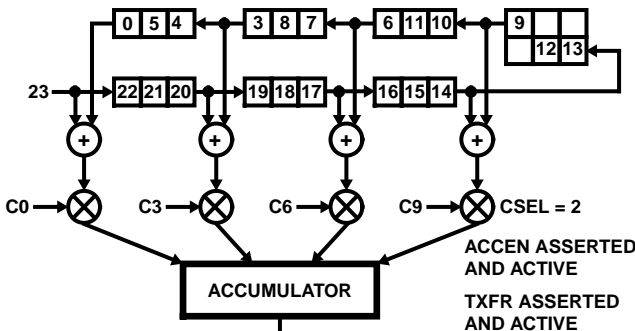 0 5 4 3 8 7 6 11 10 9
12 13
23 22 21 20 19 18 17 16 15 14
+ + + +
C0 C3 C6 C9 CSEL = 2
ACCEN ASSERTED
AND ACTIVE
ACCUMULATOR
TXFR ASSERTED
AND ACTIVE